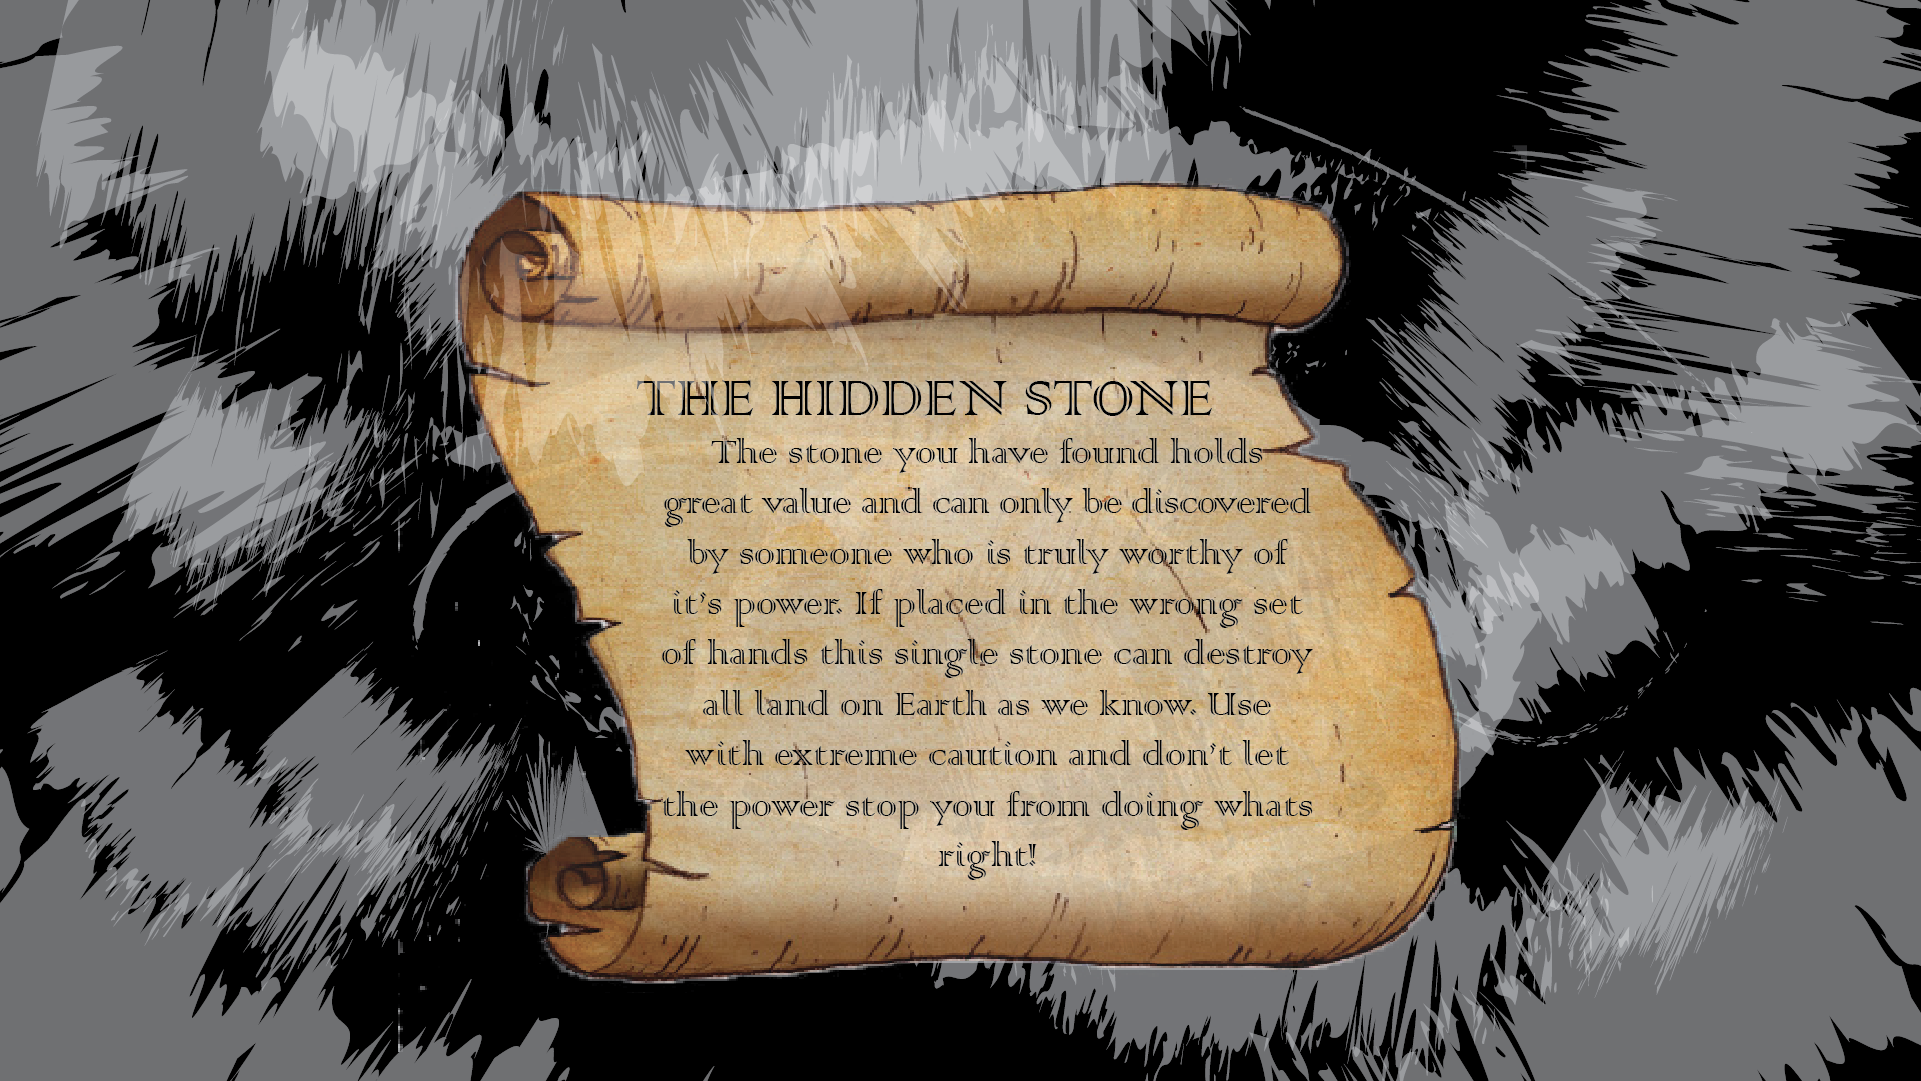 THE HIDDEN STONE
The stone you have found holds
great value and can only be discovered
by someone who is truly worthy of
it's power. If placed in the wrong set
of hands this single stone can destroy
all land on Earth as we know. Use
with extreme caution and don't let
the power stop you from doing whats
right!